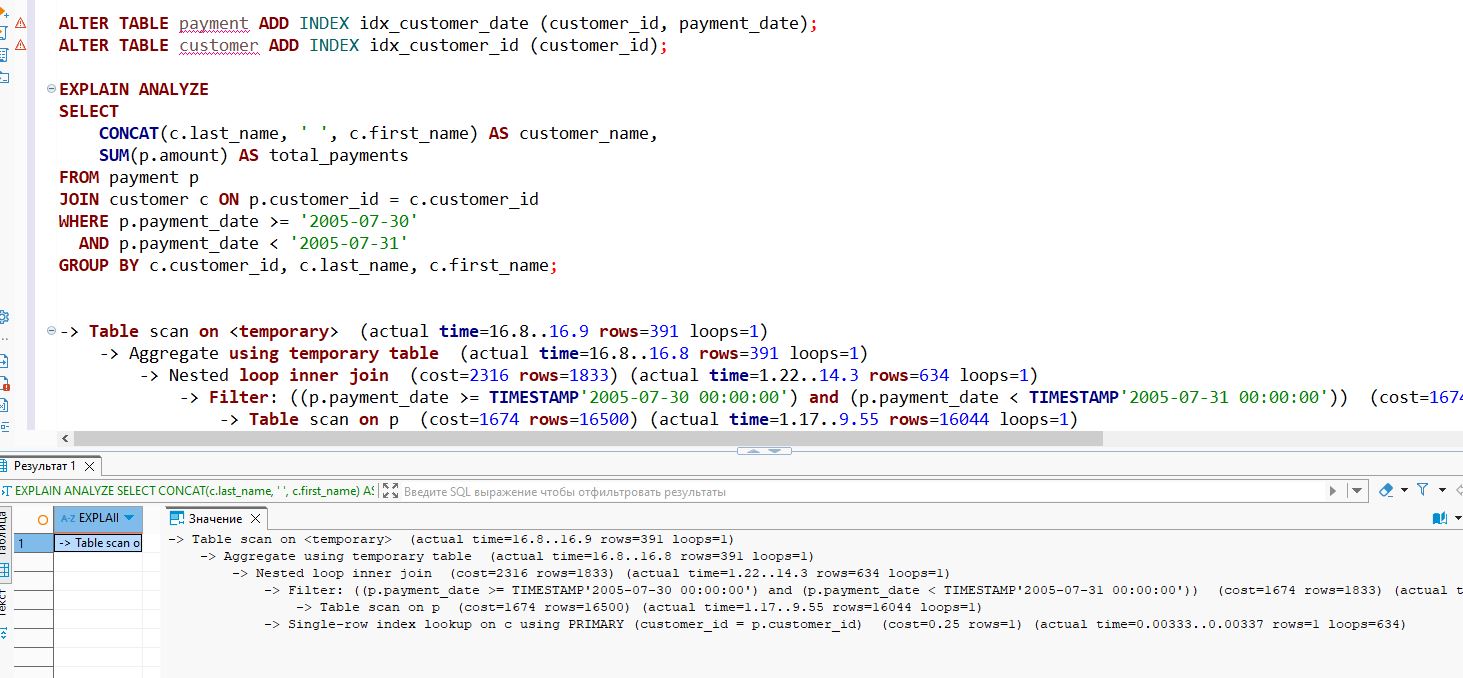 ALTER TABLE payment ADD INDEX idx_customer_date (customer_id, payment_date);
ALTER TABLE customer ADD INDEX idx_customer_id (customer_id);
EXPLAIN ANALYZE
SELECT
CONCAT(c.last_name, ' ', c.first_name) AS customer_name,
SUM(p.amount) AS total_payments
FROM payment p
JOIN customer c ON p.customer_id = c.customer_id
WHERE p.payment_date >= '2005-07-30'
AND p.payment_date < '2005-07-31'
GROUP BY c.customer_id, c.last_name, c.first_name;
-> Table scan on <temporary>  (actual time=16.8..16.9 rows=391 loops=1)
-> Aggregate using temporary table  (actual time=16.8..16.8 rows=391 loops=1)
-> Nested loop inner join  (cost=2316 rows=1833) (actual time=1.22..14.3 rows=634 loops=1)
-> Filter: ((p.payment_date >= TIMESTAMP'2005-07-30 00:00:00') and (p.payment_date < TIMESTAMP'2005-07-31 00:00:00'))  (cost=1674
-> Table scan on p  (cost=1674 rows=16500) (actual time=1.17..9.55 rows=16044 loops=1)
Результат 1
EXPLAIN ANALYZE SELECT CONCAT(c.last_name, ' ', c.first_name) AS Введите SQL выражение чтобы отфильтровать результаты
A-Z EXPLAI Значение
1 -> Table scan o
-> Table scan on <temporary>  (actual time=16.8..16.9 rows=391 loops=1)
-> Aggregate using temporary table  (actual time=16.8..16.8 rows=391 loops=1)
-> Nested loop inner join  (cost=2316 rows=1833) (actual time=1.22..14.3 rows=634 loops=1)
-> Filter: ((p.payment_date >= TIMESTAMP'2005-07-30 00:00:00') and (p.payment_date < TIMESTAMP'2005-07-31 00:00:00'))  (cost=1674 rows=1833) (actual t
-> Table scan on p  (cost=1674 rows=16500) (actual time=1.17..9.55 rows=16044 loops=1)
-> Single-row index lookup on c using PRIMARY (customer_id = p.customer_id)  (cost=0.25 rows=1) (actual time=0.00333..0.00337 rows=1 loops=634)